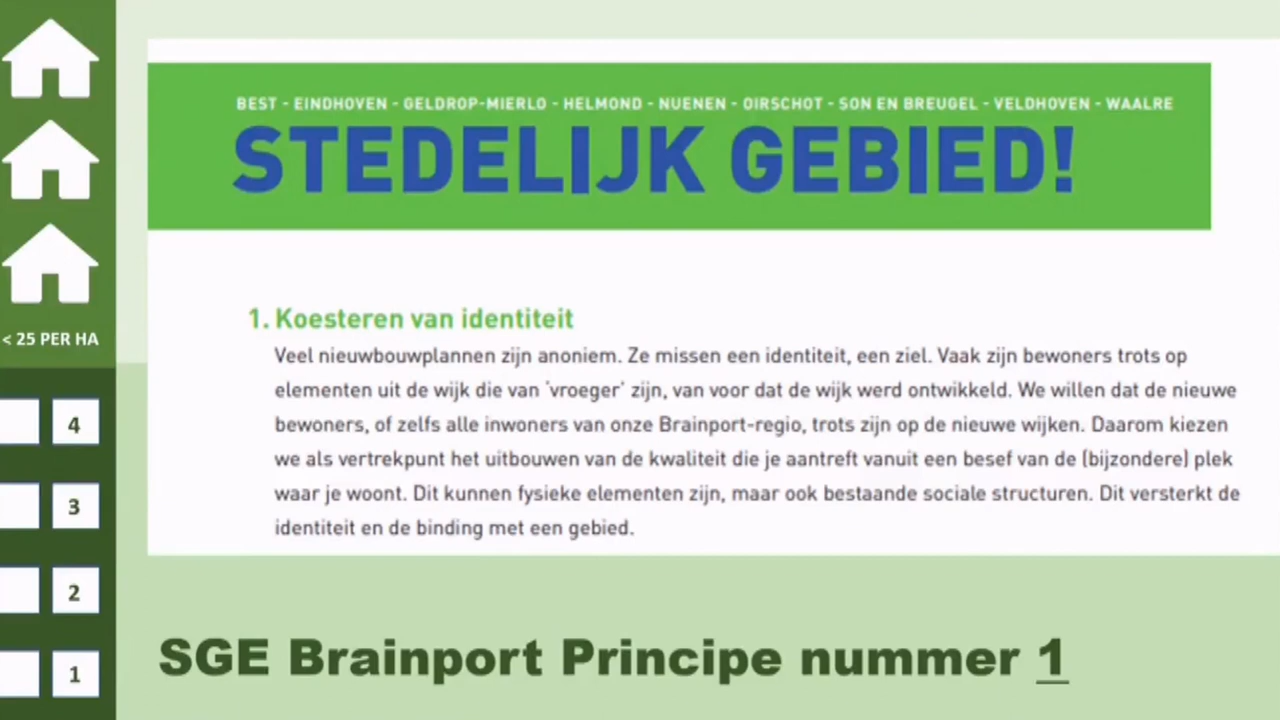 BEST - EINDHOVEN - GELDROP-MIERLO - HELMOND - NUENEN - OIRSCHOT - SON EN BREUGEL - VELDHOVEN - WAALRE
STEDELIJK GEBIED!
1. Koesteren van identiteit
Veel nieuwbouwplannen zijn anoniem. Ze missen een identiteit, een ziel. Vaak zijn bewoners trots op
elementen uit de wijk die van 'vroeger' zijn, van voor dat de wijk werd ontwikkeld. We willen dat de nieuwe
bewoners, of zelfs alle inwoners van onze Brainport-regio, trots zijn op de nieuwe wijken. Daarom kiezen
we als vertrekpunt het uitbouwen van de kwaliteit die je aantreft vanuit een besef van de (bijzondere) plek
waar je woont. Dit kunnen fysieke elementen zijn, maar ook bestaande sociale structuren. Dit versterkt de
identiteit en de binding met een gebied.
< 25 PER HA
4
3
2
1
SGE Brainport Principe nummer 1